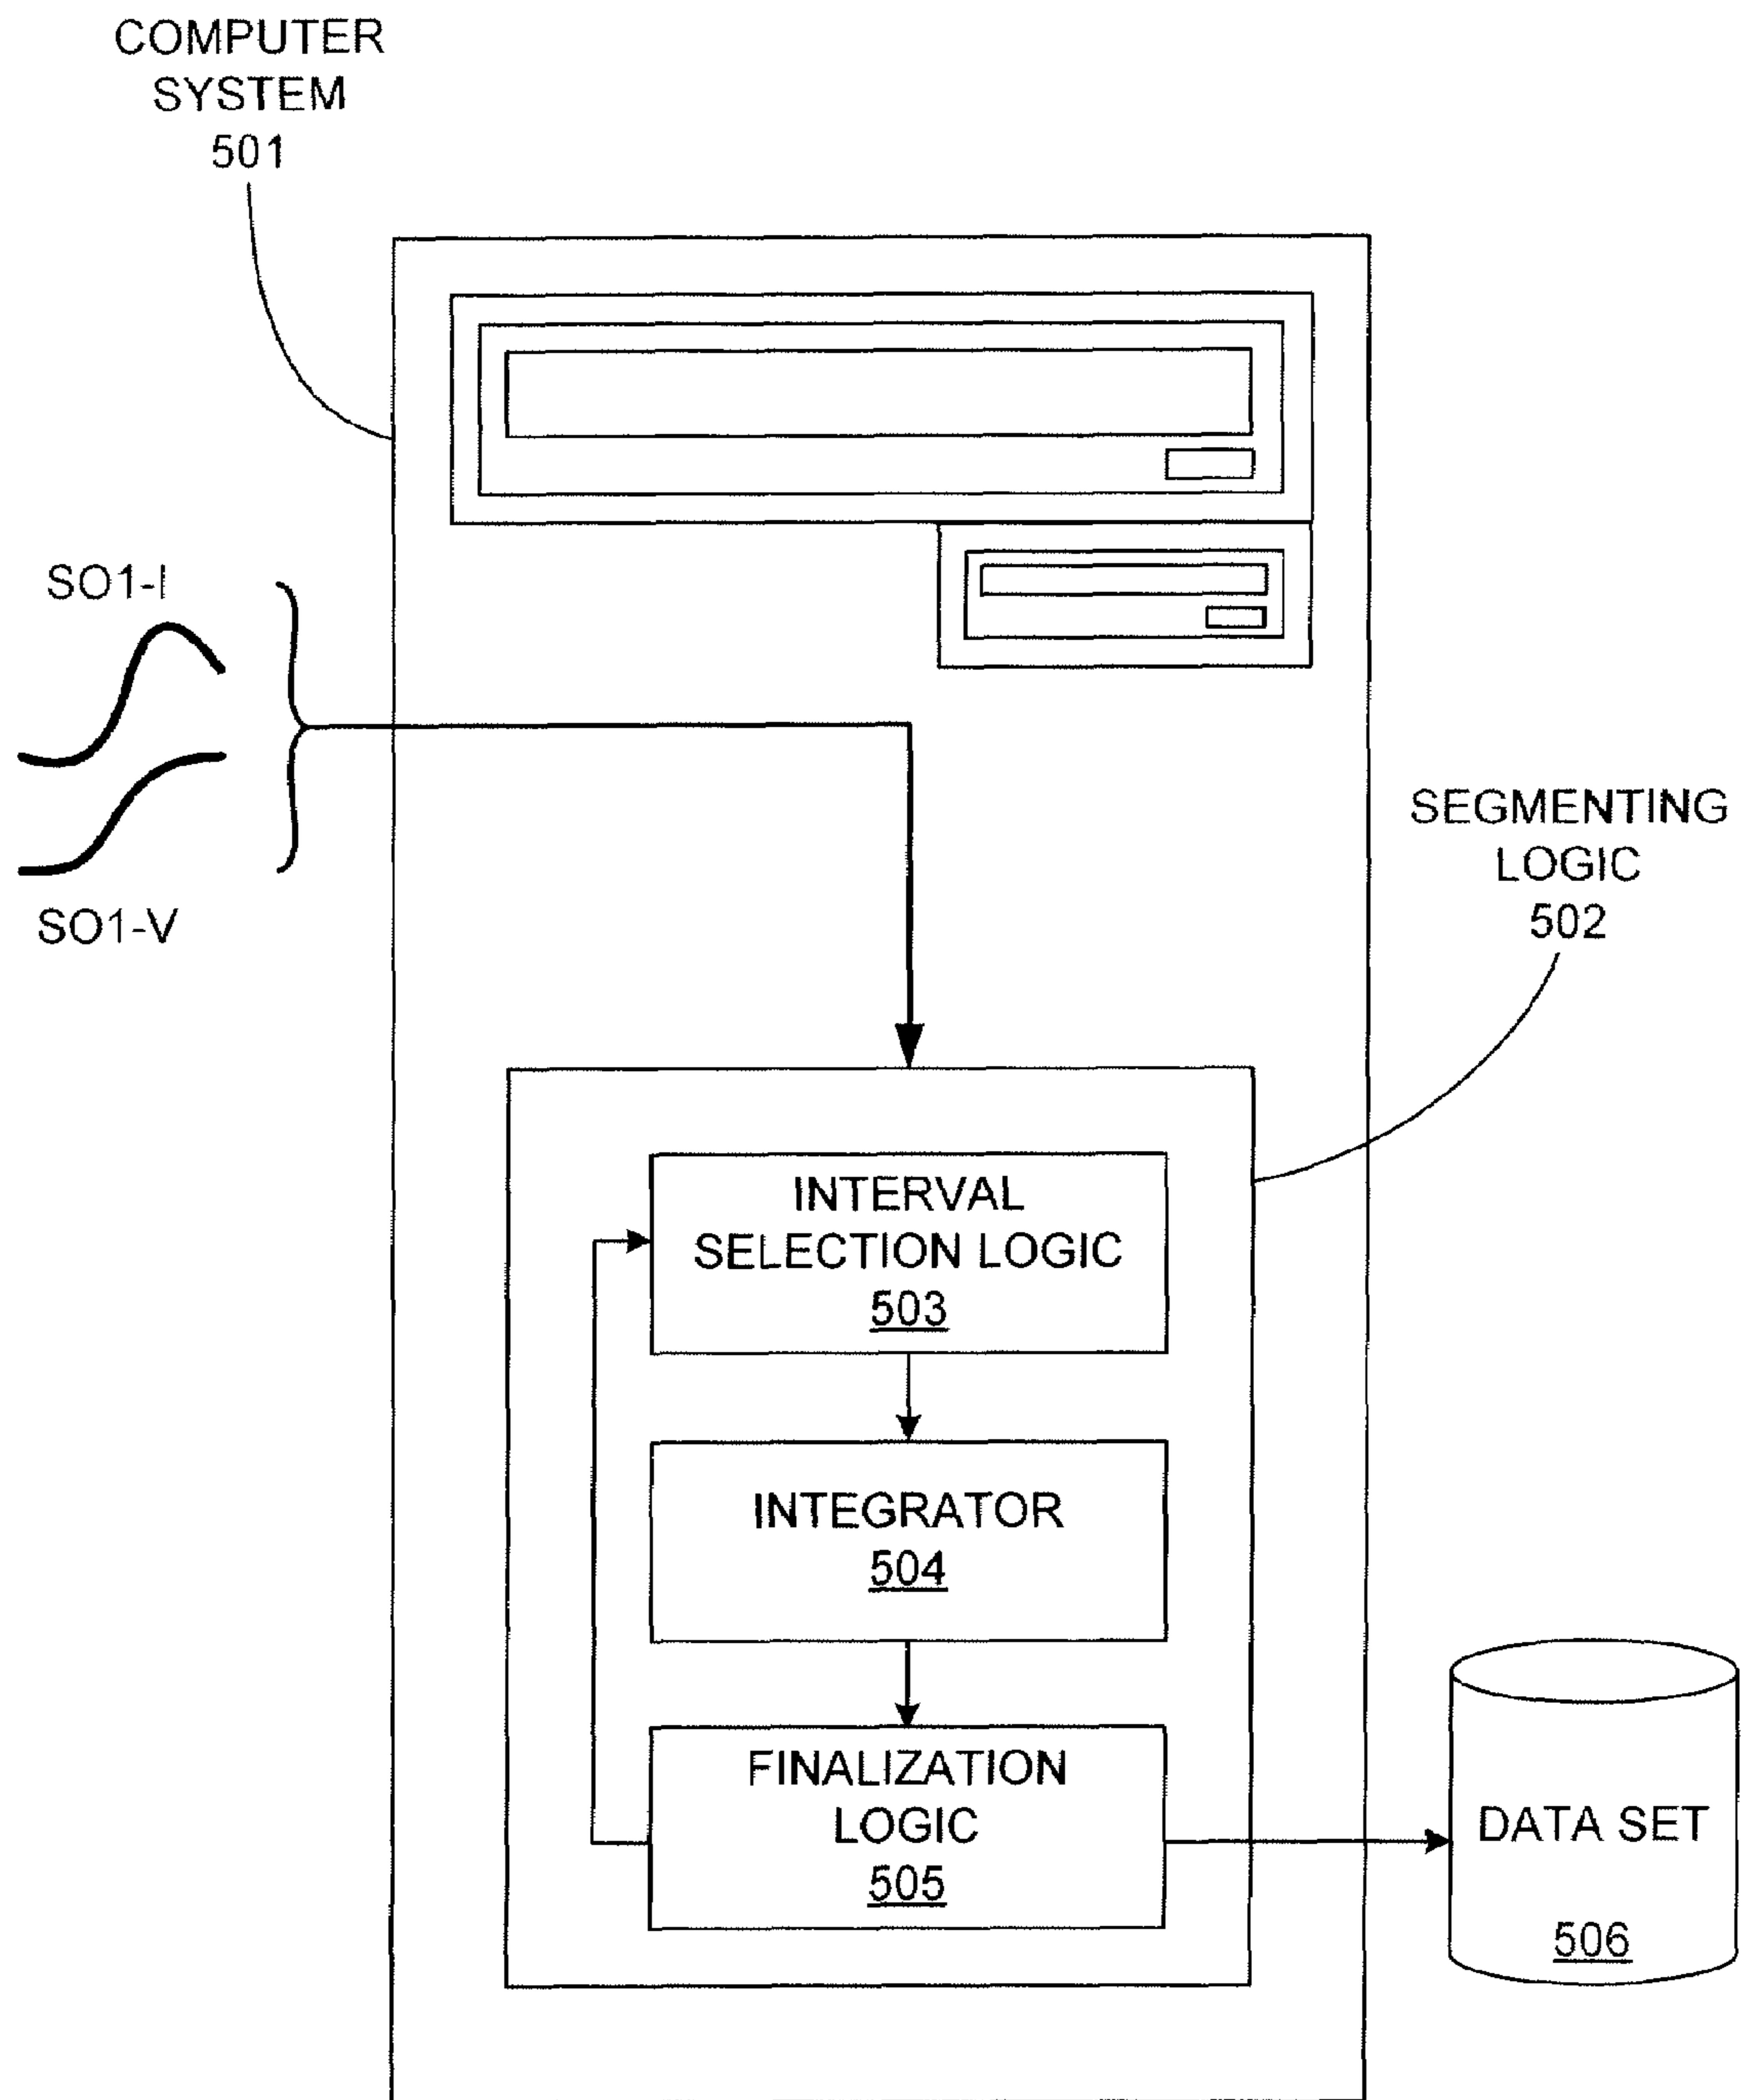 COMPUTER
SYSTEM
501
SO1-I
SO1-V
SEGMENTING
LOGIC
502
INTERVAL
SELECTION LOGIC
503
INTEGRATOR
504
FINALIZATION
LOGIC
505
DATA SET
506